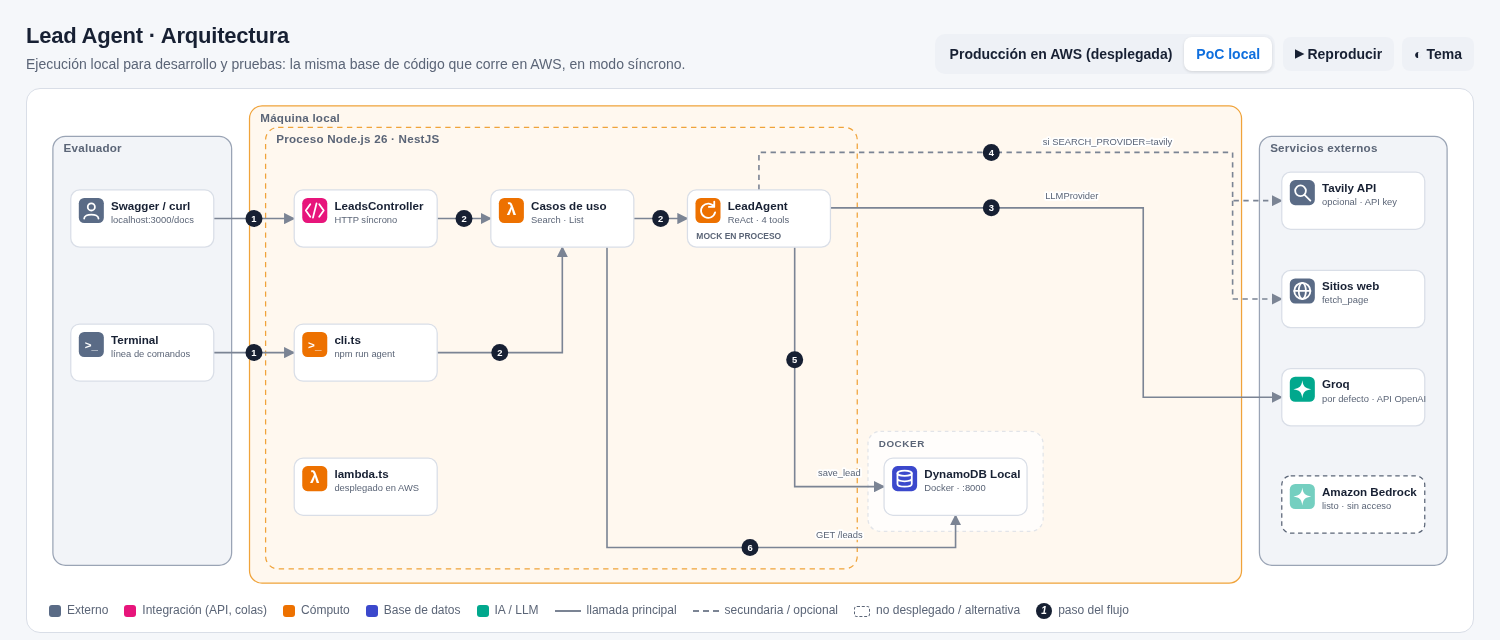 Lead Agent · Arquitectura
Ejecución local para desarrollo y pruebas: la misma base de código que corre en AWS, en modo síncrono.
Producción en AWS (desplegada)
PoC local
Reproducir
Tema
Máquina local
Proceso Node.js 26 · NestJS
Evaluador
Servicios externos
si SEARCH_PROVIDER=tavily
4
Swagger / curl
localhost:3000/docs
1
LeadsController
HTTP síncrono
2
Casos de uso
Search · List
2
LeadAgent
ReAct · 4 tools
MOCK EN PROCESO
LLMProvider
3
Tavily API
opcional · API key
Sitios web
fetch_page
Terminal
línea de comandos
>_
1
cli.ts
npm run agent
>_
2
5
Groq
por defecto · API OpenAI
DOCKER
λ
λ
lambda.ts
desplegado en AWS
save_lead
DynamoDB Local
Docker · :8000
Amazon Bedrock
listo · sin acceso
GET /leads
6
Externo
Integración (API, colas)
Cómputo
Base de datos
IA / LLM
llamada principal
secundaria / opcional
no desplegado / alternativa
1
paso del flujo